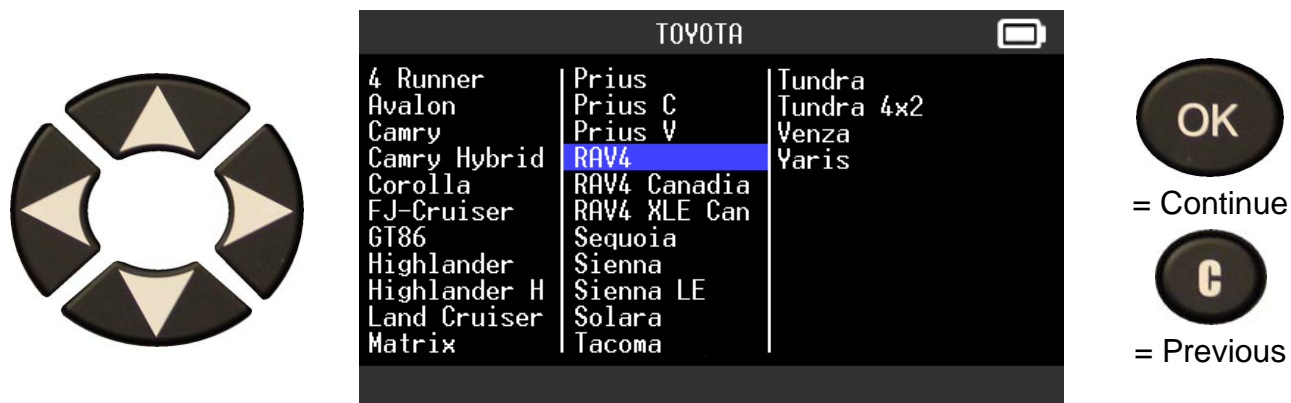 TOYOTA
4 Runner
Avalon
Camry
Camry Hybrid
Corolla
FJ-Cruiser
GT86
Highlander
Highlander H
Land Cruiser
Matrix
Prius
Prius C
Prius V
RAV4
RAV4 Canadia
RAV4 XLE Can
Sequoia
Sienna
Sienna LE
Solara
Tacoma
Tundra
Tundra 4x2
Venza
Yaris
OK
= Continue
C
= Previous